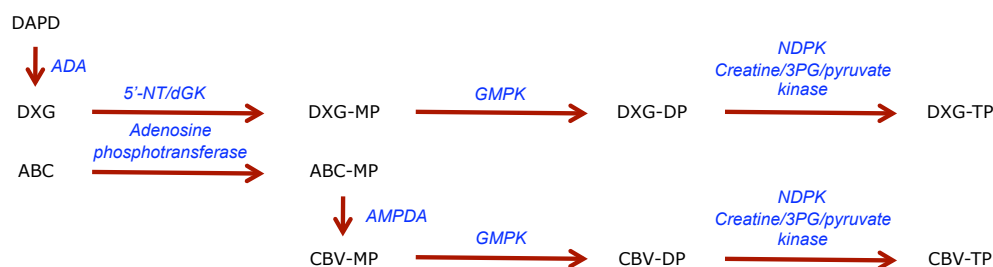 DAPD
ADA
NDPK
Creatine/3PG/pyruvate
kinase
DXG
5’-NT/dGK
DXG-MP
GMPK
DXG-DP
DXG-TP
Adenosine
phosphotransferase
ABC
ABC-MP
AMPDA
NDPK
Creatine/3PG/pyruvate
kinase
CBV-MP
GMPK
CBV-DP
CBV-TP